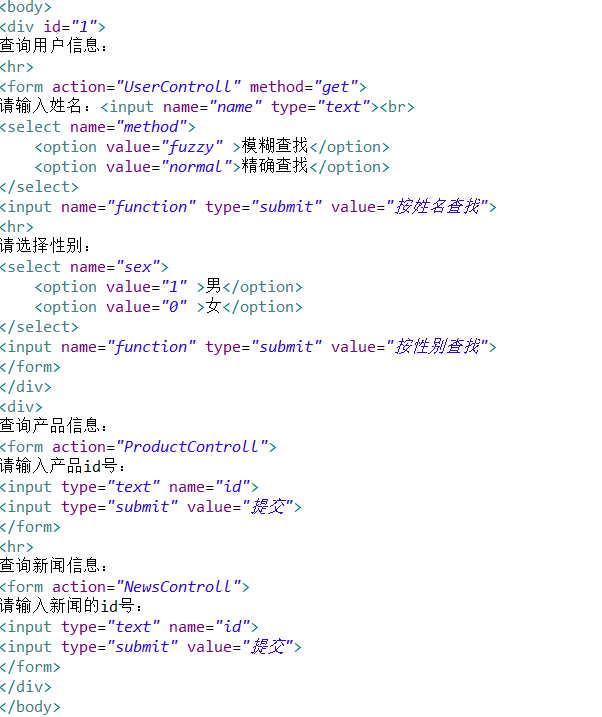 <body>
<div id="1">
查询用户信息：
<hr>
<form action="UserControll" method="get">
请输入姓名：<input name="name" type="text"><br>
<select name="method">
    <option value="fuzzy" >模糊查找</option>
    <option value="normal">精确查找</option>
</select>
<input name="function" type="submit" value="按姓名查找">
<hr>
请选择性别：
<select name="sex">
    <option value="1" >男</option>
    <option value="0" >女</option>
</select>
<input name="function" type="submit" value="按性别查找">
</form>
</div>
<div>
查询产品信息：
<form action="ProductControll">
请输入产品id号：
<input type="text" name="id">
<input type="submit" value="提交">
</form>
<hr>
查询新闻信息：
<form action="NewsControll">
请输入新闻的id号：
<input type="text" name="id">
<input type="submit" value="提交">
</form>
</div>
</body>